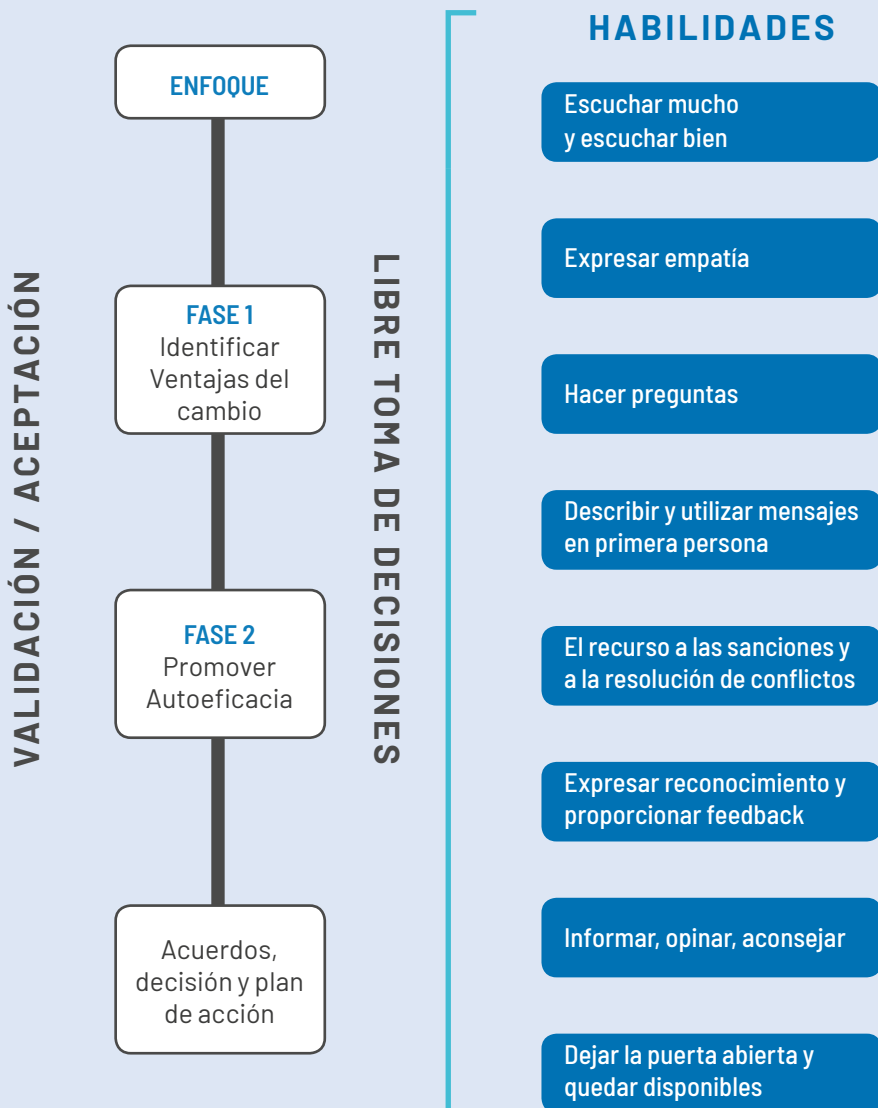 VALIDACIÓN / ACEPTACIÓN
ENFOQUE
FASE 1
Identificar
Ventajas del
cambio
FASE 2
Promover
Autoeficacia
Acuerdos,
decisión y plan
de acción
LIBRE TOMA DE DECISIONES
HABILIDADES
Escuchar mucho
y escuchar bien
Expresar empatía
Hacer preguntas
Describir y utilizar mensajes
en primera persona
El recurso a las sanciones y
a la resolución de conflictos
Expresar reconocimiento y
proporcionar feedback
Informar, opinar, aconsejar
Dejar la puerta abierta y
quedar disponibles